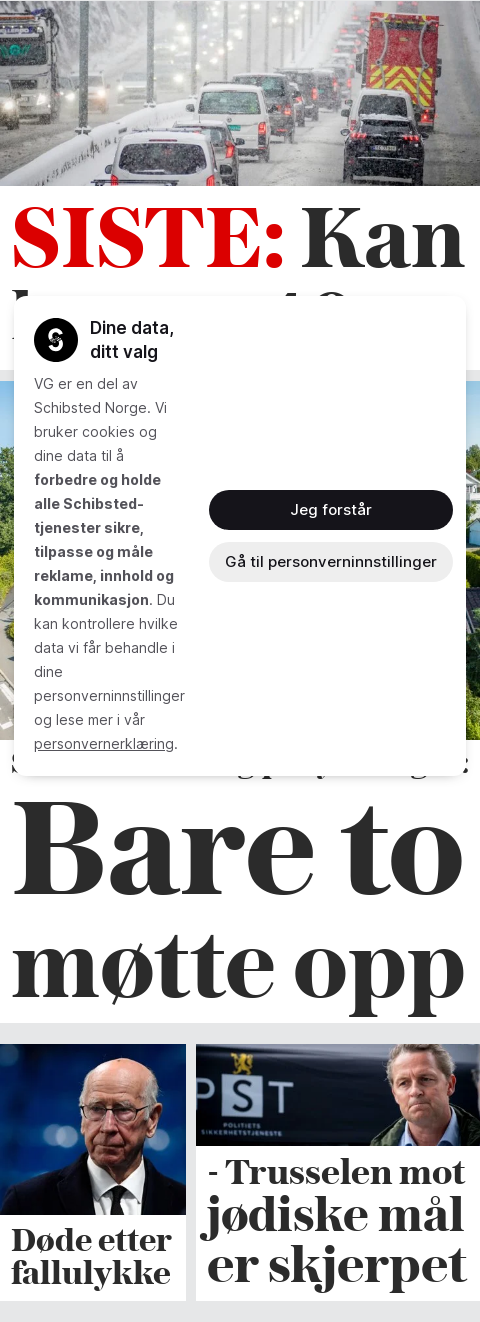 SISTE: Kan
Dine data,
ditt valg
VG er en del av
Schibsted Norge. Vi
bruker cookies og
dine data til å
forbedre og holde
alle Schibsted-
tjenester sikre,
tilpasse og måle
reklame, innhold og
kommunikasjon. Du
kan kontrollere hvilke
data vi får behandle i
dine
personverninnstillinger
og lese mer i vår
personvernerklæring.
Jeg forstår
Gå til personverninnstillinger
Bare to
møtte opp
PST
POLITIETS
SIKKERHETSTJENESTE
Døde etter
fallulykke
- Trusselen mot
jødiske mål
er skjerpet